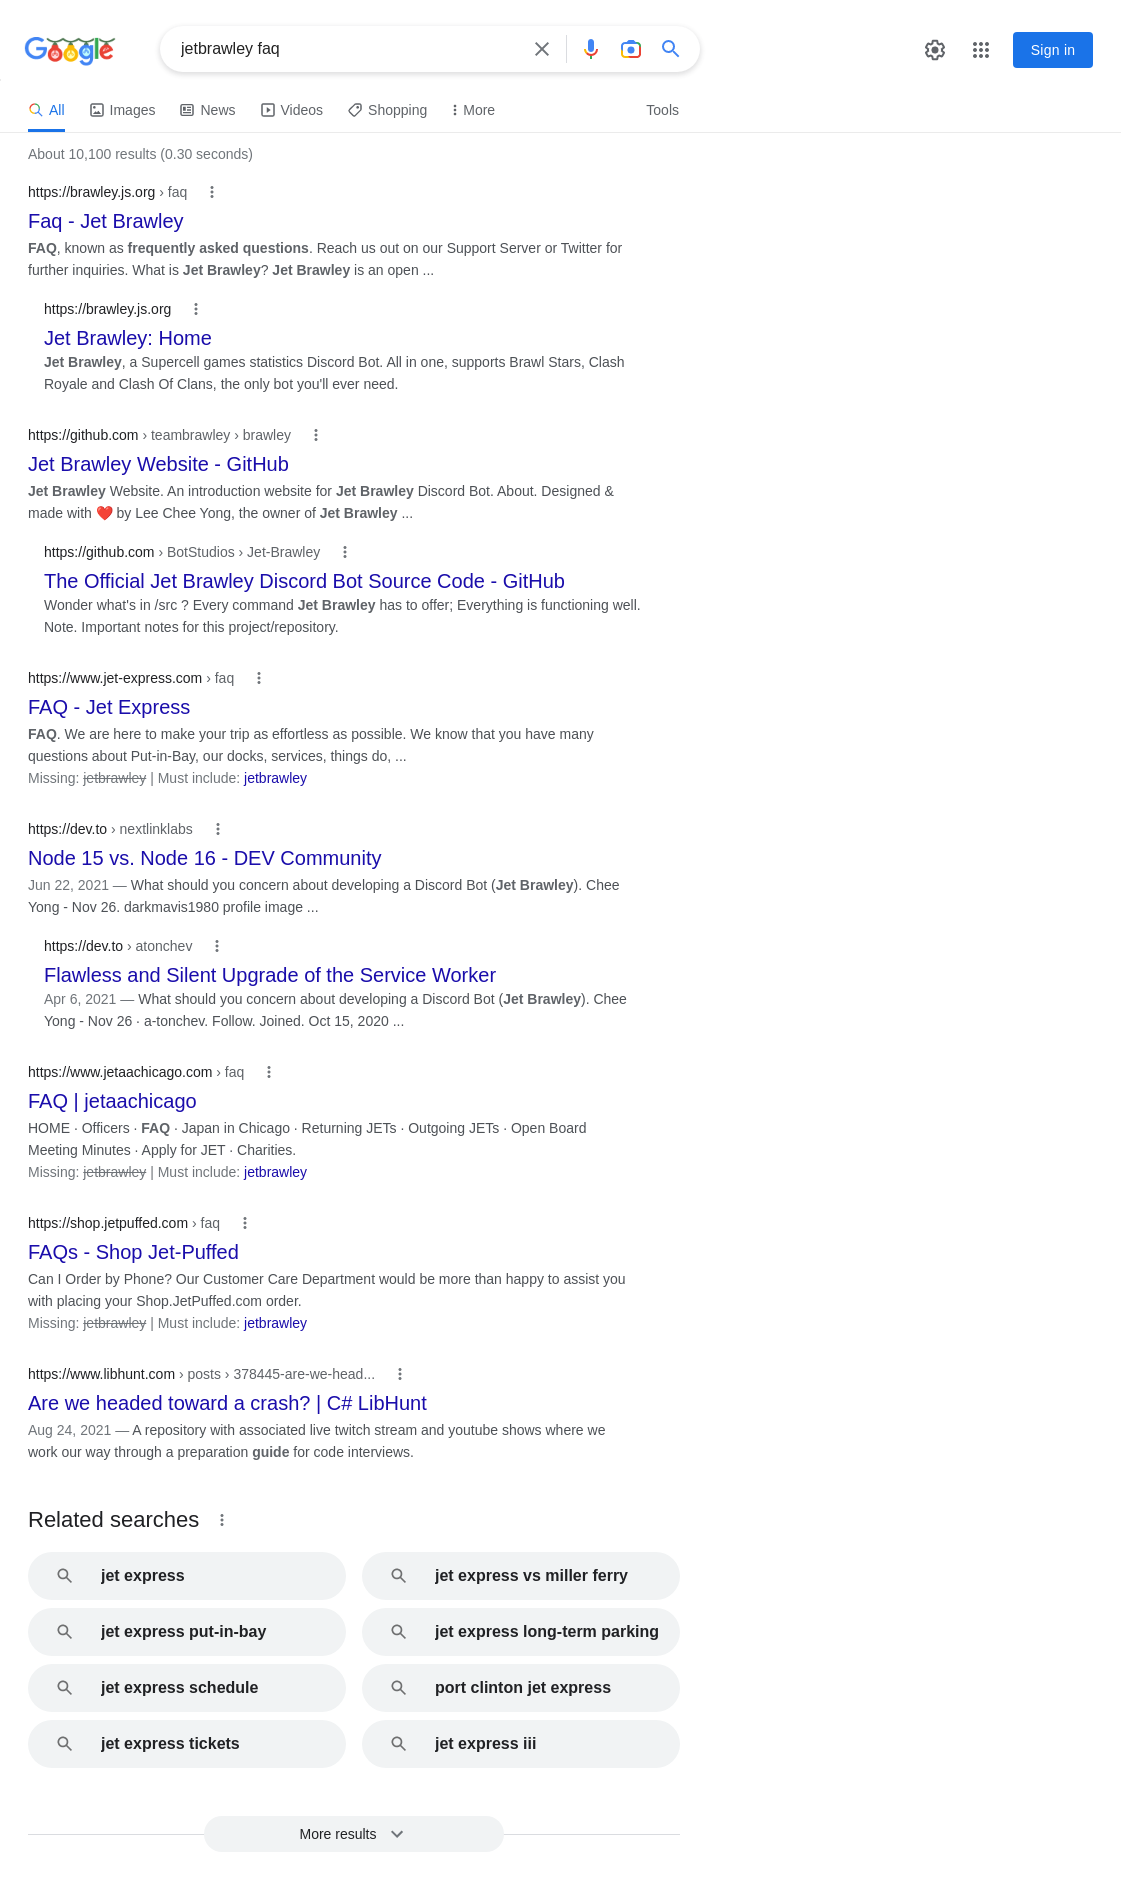 Google
jetbrawley faq
Sign in
All Images News Videos Shopping More Tools
About 10,100 results (0.30 seconds)
https://brawley.js.org › faq
Faq - Jet Brawley
FAQ, known as frequently asked questions. Reach us out on our Support Server or Twitter for
further inquiries. What is Jet Brawley? Jet Brawley is an open ...
https://brawley.js.org
Jet Brawley: Home
Jet Brawley, a Supercell games statistics Discord Bot. All in one, supports Brawl Stars, Clash
Royale and Clash Of Clans, the only bot you'll ever need.
https://github.com › teambrawley › brawley
Jet Brawley Website - GitHub
Jet Brawley Website. An introduction website for Jet Brawley Discord Bot. About. Designed &
made with ❤️ by Lee Chee Yong, the owner of Jet Brawley ...
https://github.com › BotStudios › Jet-Brawley
The Official Jet Brawley Discord Bot Source Code - GitHub
Wonder what's in /src ? Every command Jet Brawley has to offer; Everything is functioning well.
Note. Important notes for this project/repository.
https://www.jet-express.com › faq
FAQ - Jet Express
FAQ. We are here to make your trip as effortless as possible. We know that you have many
questions about Put-in-Bay, our docks, services, things do, ...
Missing: jetbrawley | Must include: jetbrawley
https://dev.to › nextlinklabs
Node 15 vs. Node 16 - DEV Community
Jun 22, 2021 — What should you concern about developing a Discord Bot (Jet Brawley). Chee
Yong - Nov 26. darkmavis1980 profile image ...
https://dev.to › atonchev
Flawless and Silent Upgrade of the Service Worker
Apr 6, 2021 — What should you concern about developing a Discord Bot (Jet Brawley). Chee
Yong - Nov 26 · a-tonchev. Follow. Joined. Oct 15, 2020 ...
https://www.jetaachicago.com › faq
FAQ | jetaachicago
HOME · Officers · FAQ · Japan in Chicago · Returning JETs · Outgoing JETs · Open Board
Meeting Minutes · Apply for JET · Charities.
Missing: jetbrawley | Must include: jetbrawley
https://shop.jetpuffed.com › faq
FAQs - Shop Jet-Puffed
Can I Order by Phone? Our Customer Care Department would be more than happy to assist you
with placing your Shop.JetPuffed.com order.
Missing: jetbrawley | Must include: jetbrawley
https://www.libhunt.com › posts › 378445-are-we-head...
Are we headed toward a crash? | C# LibHunt
Aug 24, 2021 — A repository with associated live twitch stream and youtube shows where we
work our way through a preparation guide for code interviews.
Related searches
jet express
jet express vs miller ferry
jet express put-in-bay
jet express long-term parking
jet express schedule
port clinton jet express
jet express tickets
jet express iii
More results